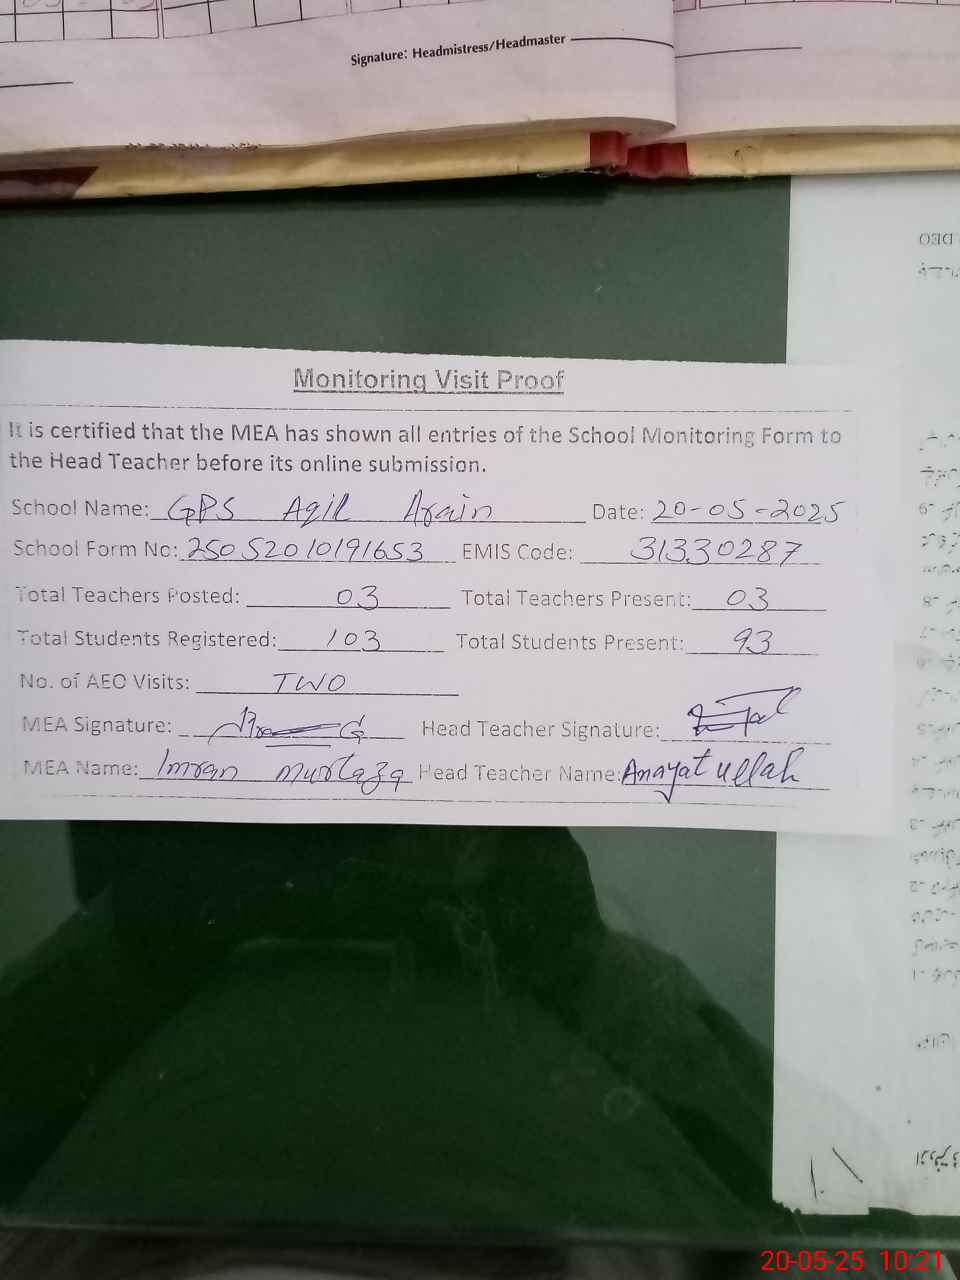 Signature: Headmistress/Headmaster
Monitoring Visit Proof
It is certified that the MEA has shown all entries of the School Monitoring Form to
the Head Teacher before its online submission.
School Name: GPS Aqil Arain Date: 20-05-2025
School Form No: 25052010191653 EMIS Code: 31330287
Total Teachers Posted: 03 Total Teachers Present: 03
Total Students Registered: 103 Total Students Present: 93
No. of AEO Visits: TWO
MEA Signature: Head Teacher Signature:
MEA Name: Imran Murtaza Head Teacher Name: Anayat ullah
DEO
20-05-25 10:21